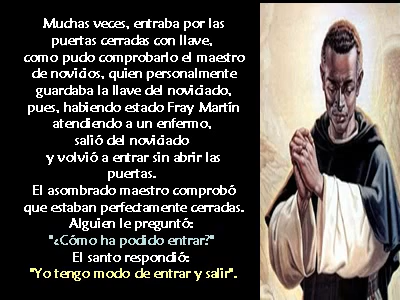 Muchas veces, entraba por las
puertas cerradas con llave,
como pudo comprobarlo el maestro
de novicios, quien personalmente
guardaba la llave del noviciado,
pues, habiendo estado Fray Martín
atendiendo a un enfermo,
salió del noviciado
y volvió a entrar sin abrir las
puertas.
El asombrado maestro comprobó
que estaban perfectamente cerradas.
Alguien le preguntó:
"¿Cómo ha podido entrar?"
El santo respondió:
"Yo tengo modo de entrar y salir".